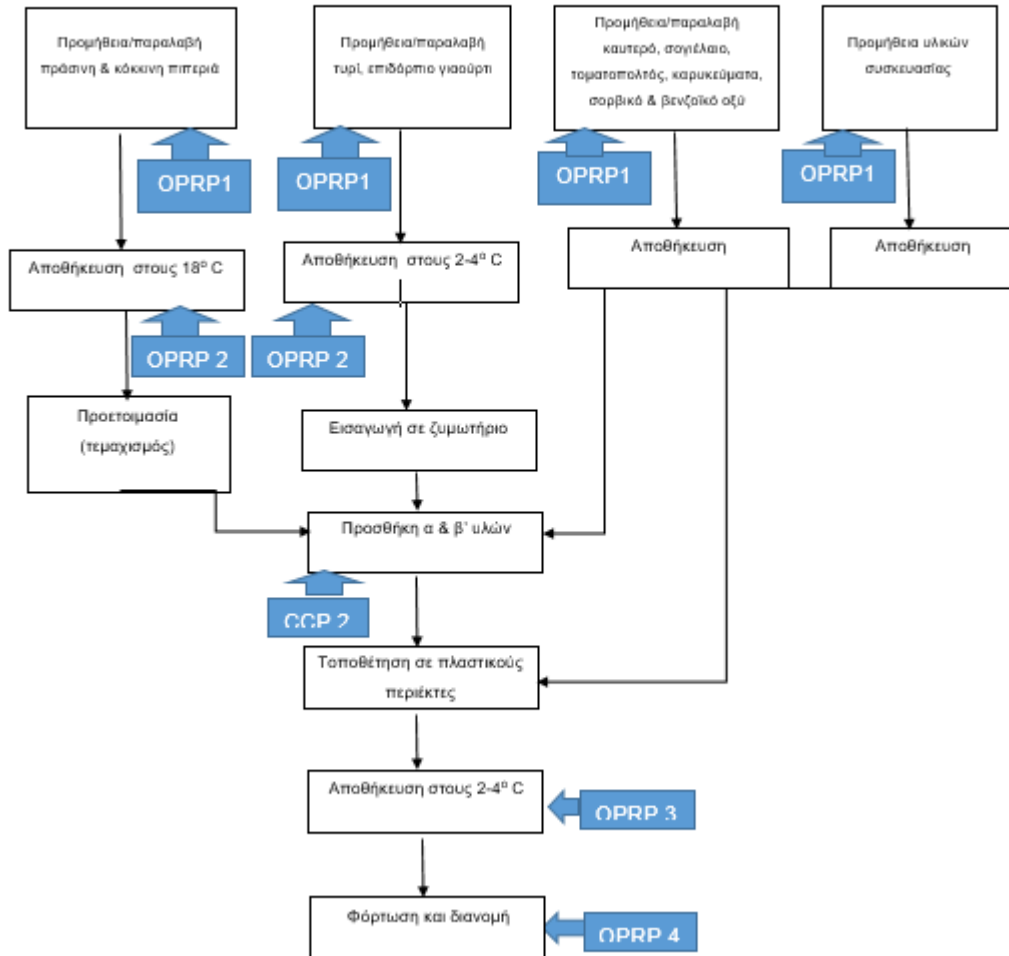 Προμήθεια/παραλαβή
πράσινη & κόκκινη πιπεριά
Προμήθεια/παραλαβή
τυρί, επιδόρπιο γιαούρτι
Προμήθεια/παραλαβή
καυτερό, σογιέλαιο,
τοματοπολτός, καρυκεύματα,
σορβικό & βενζοϊκό οξύ
Προμήθεια υλικών
συσκευασίας
OPRP1
OPRP1
OPRP1
OPRP1
Αποθήκευση στους 18° C
Αποθήκευση στους 2-4° C
Αποθήκευση
Αποθήκευση
OPRP 2
OPRP 2
Προετοιμασία
(τεμαχισμός)
Εισαγωγή σε ζυμωτήριο
Προσθήκη α & β' υλών
CCP 2
Τοποθέτηση σε πλαστικούς
περιέκτες
Αποθήκευση στους 2-4° C
OPRP 3
Φόρτωση και διανομή
OPRP 4